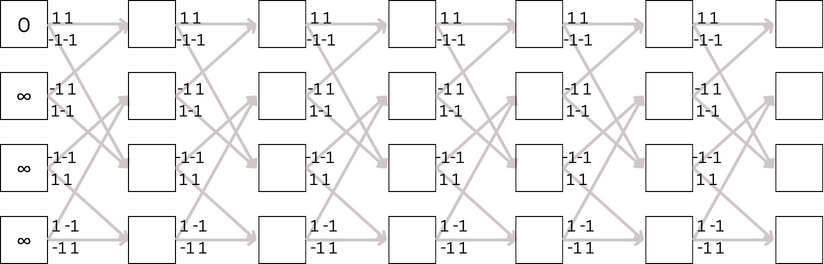 0 1 1 1 1 1 1 1 1 1 1 1 1
-1-1 -1-1 -1-1 -1-1 -1-1 -1-1
∞ -1 1 -1 1 -1 1 -1 1 -1 1 -1 1
1-1 1-1 1-1 1-1 1-1 1-1
∞ -1-1 -1-1 -1-1 -1-1 -1-1 -1-1
1 1 1 1 1 1 1 1 1 1 1 1
∞ 1 -1 1 -1 1 -1 1 -1 1 -1 1 -1
-1 1 -1 1 -1 1 -1 1 -1 1 -1 1